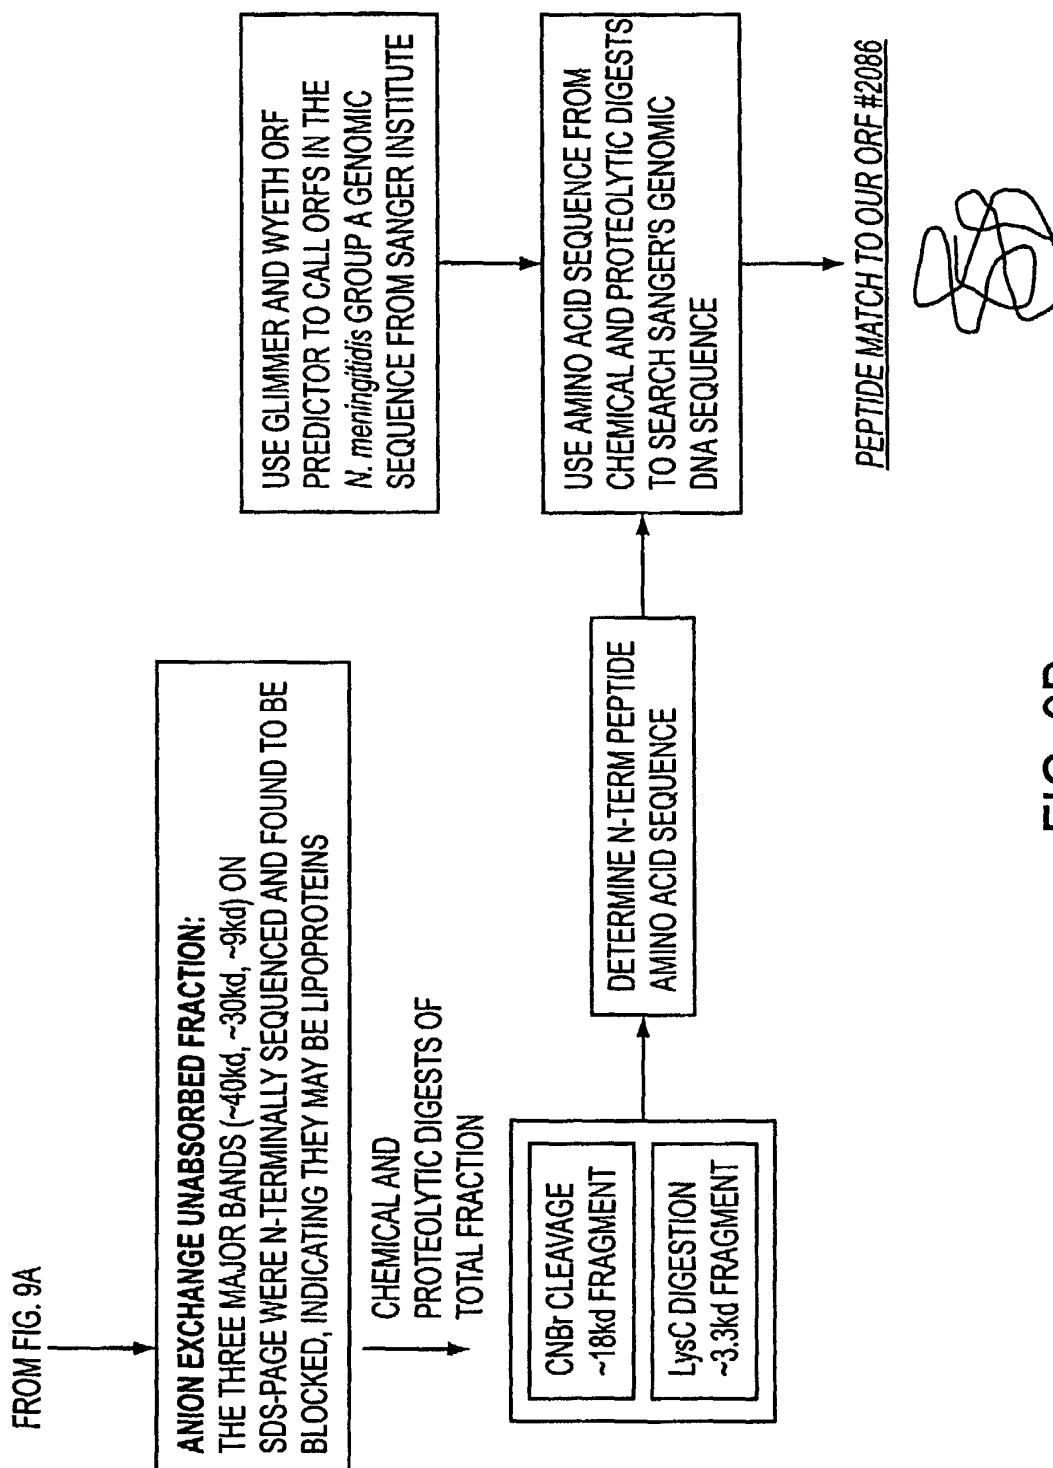 FROM FIG. 9A
ANION EXCHANGE UNABSORBED FRACTION:
THE THREE MAJOR BANDS (~40kd, ~30kd, ~9kd) ON
SDS-PAGE WERE N-TERMINALLY SEQUENCED AND FOUND TO BE
BLOCKED, INDICATING THEY MAY BE LIPOPROTEINS
CHEMICAL AND
PROTEOLYTIC DIGESTS OF
TOTAL FRACTION
CNBr CLEAVAGE
~18kd FRAGMENT
LysC DIGESTION
~3.3kd FRAGMENT
DETERMINE N-TERM PEPTIDE
AMINO ACID SEQUENCE
USE GLIMMER AND WYETH ORF
PREDICTOR TO CALL ORFS IN THE
N. meningitidis GROUP A GENOMIC
SEQUENCE FROM SANGER INSTITUTE
USE AMINO ACID SEQUENCE FROM
CHEMICAL AND PROTEOLYTIC DIGESTS
TO SEARCH SANGER'S GENOMIC
DNA SEQUENCE
PEPTIDE MATCH TO OUR ORF #2086